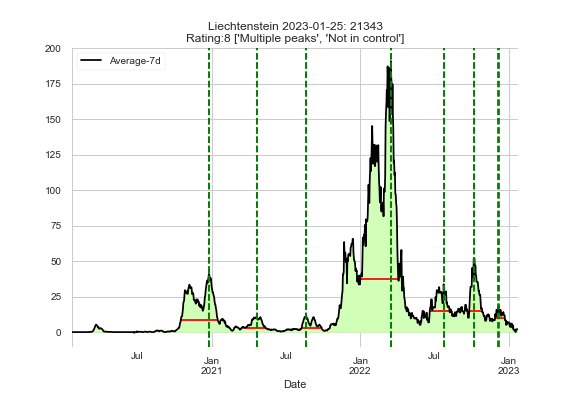 Liechtenstein 2023-01-25: 21343
Rating:8 ['Multiple peaks', 'Not in control']
Average-7d
200
175
150
125
100
75
50
25
0
Jul
Jan
2021
Jul
Jan
2022
Jul
Jan
2023
Date